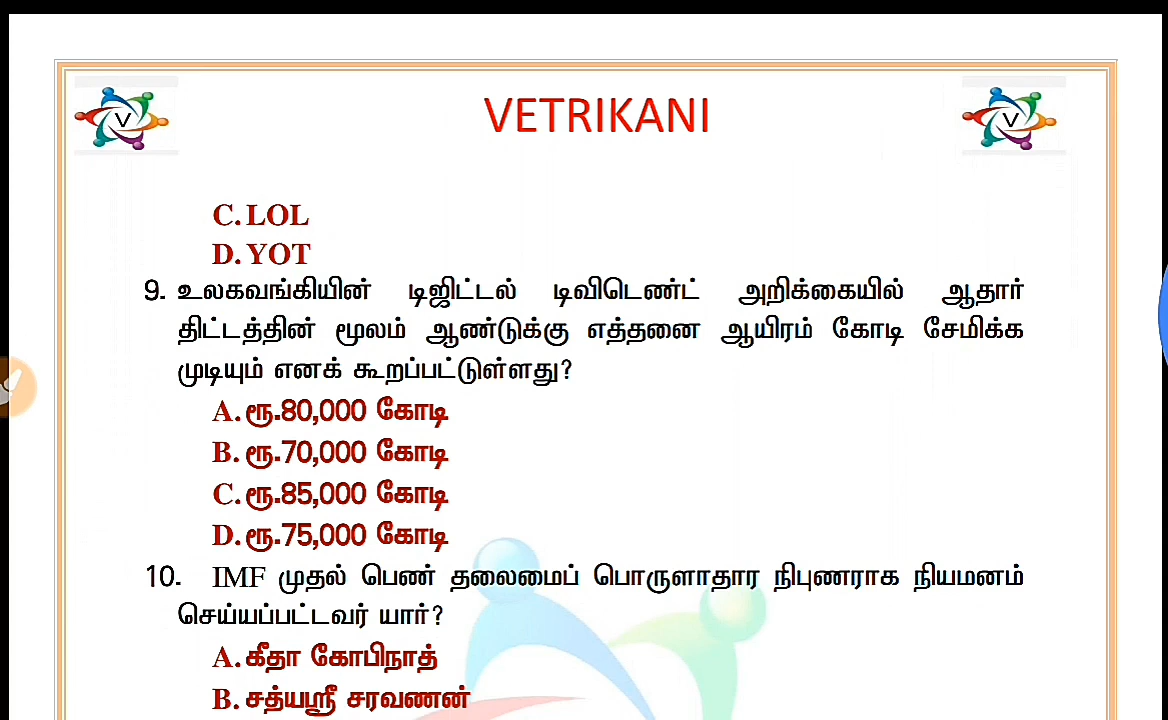 V VETRIKANI V
C. LOL
D. YOT
9. உலகவங்கியின் டிஜிட்டல் டிவிடெண்ட் அறிக்கையில் ஆதார்
திட்டத்தின் மூலம் ஆண்டுக்கு எத்தனை ஆயிரம் கோடி சேமிக்க
முடியும் எனக் கூறப்பட்டுள்ளது?
A. ரூ.80,000 கோடி
B. ரூ.70,000 கோடி
C. ரூ.85,000 கோடி
D. ரூ.75,000 கோடி
10. IMF முதல் பெண் தலைமைப் பொருளாதார நிபுணராக நியமனம்
செய்யப்பட்டவர் யார்?
A. கீதா கோபிநாத்
B. சத்யஸ்ரீ சரவணன்